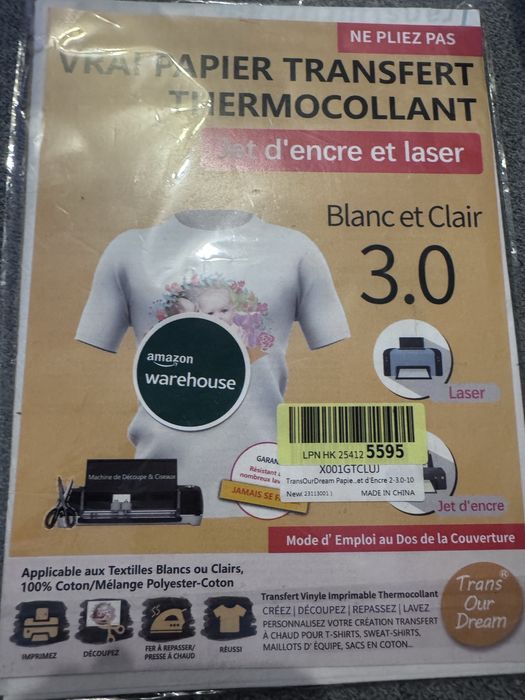 NE PLIEZ PAS
VRAI PAPIER TRANSFERT
THERMOCOLLANT
Jet d'encre et laser
Blanc et Clair
3.0
amazon
warehouse
Laser
LPN HK 25412 5595
X001GTCLUJ
TransOurDream Papie..et d'Encre 2-3.0-10
New
MADE IN CHINA
GARAN
Résistant
nombreux
JAMAIS SE
Machine de Découpe & Ciseaux
Jet d'encre
Mode d' Emploi au Dos de la Couverture
Applicable aux Textiles Blancs ou Clairs,
100% Coton/Mélange Polyester-Coton
IMPRIMEZ
DÉCOUPEZ
FER À REPASSER/
PRESSE À CHAUD
RÉUSSI
Transfert Vinyle Imprimable Thermocollant
CRÉEZ | DÉCOUPEZ | REPASSEZ | LAVEZ
PERSONNALISEZ VOTRE CRÉATION TRANSFERT
À CHAUD POUR T-SHIRTS, SWEAT-SHIRTS,
MAILLOTS D' ÉQUIPE, SACS EN COTON...
Trans®
Our
Dream